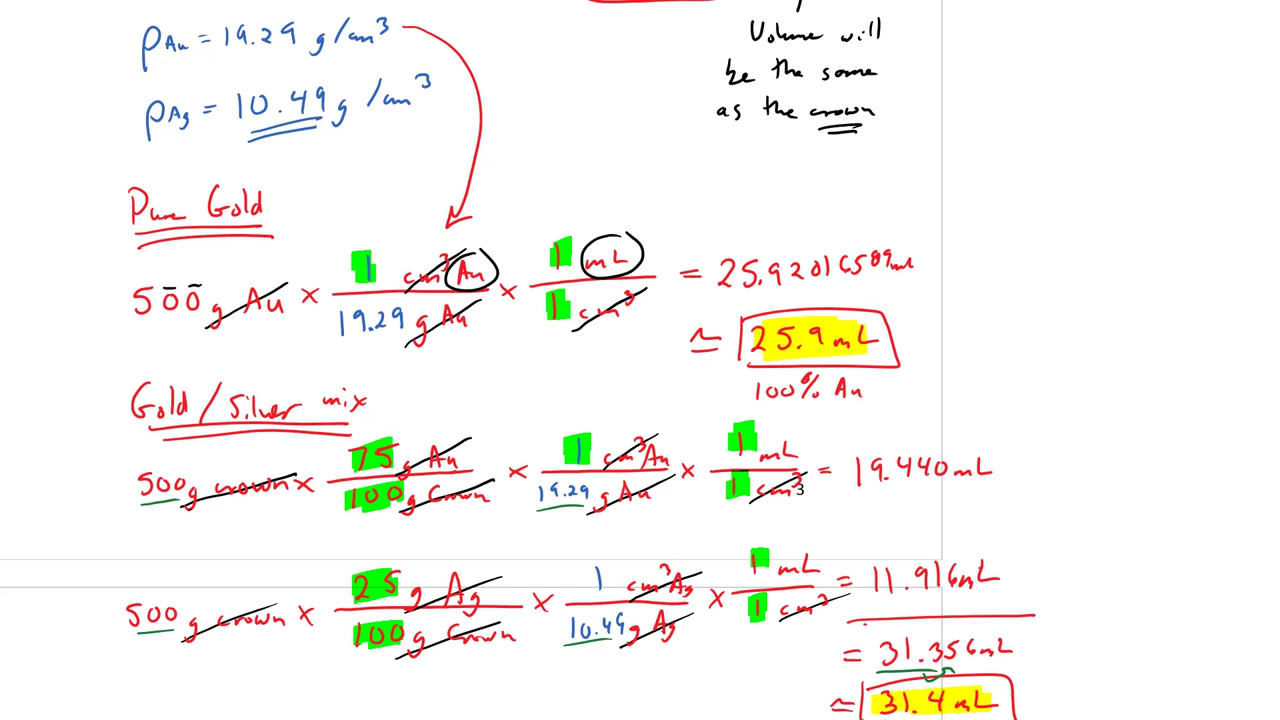 ρAu = 19.29 g/cm³
ρAg = 10.49 g/cm³
Volume will
be the same
as the crown
Pure Gold
500 g Au × 1 cm³ Au / 19.29 g Au × 1 mL / 1 cm³ = 25.92016589 mL
≃ 25.9 mL
100% Au
Gold/Silver mix
500 g crown × 75 g Au / 100 g Crown × 1 cm³ Au / 19.29 g Au × 1 mL / 1 cm³ = 19.440 mL
500 g crown × 25 g Ag / 100 g Crown × 1 cm³ Ag / 10.49 g Ag × 1 mL / 1 cm³ = 11.916 mL
= 31.356 mL
≃ 31.4 mL